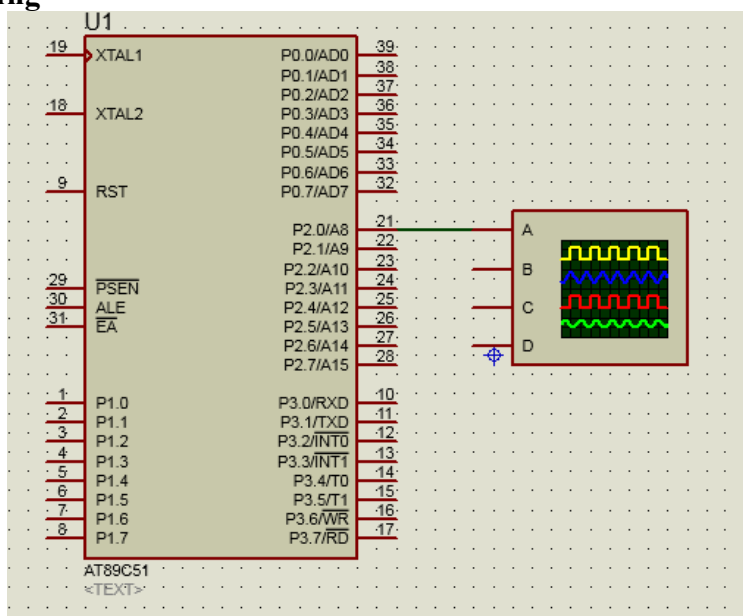 U1
19 XTAL1
18 XTAL2
9 RST
29 PSEN
30 ALE
31 EA
1 P1.0
2 P1.1
3 P1.2
4 P1.3
5 P1.4
6 P1.5
7 P1.6
8 P1.7
P0.0/AD0 39
P0.1/AD1 38
P0.2/AD2 37
P0.3/AD3 36
P0.4/AD4 35
P0.5/AD5 34
P0.6/AD6 33
P0.7/AD7 32
P2.0/A8 21
P2.1/A9 22
P2.2/A10 23
P2.3/A11 24
P2.4/A12 25
P2.5/A13 26
P2.6/A14 27
P2.7/A15 28
P3.0/RXD 10
P3.1/TXD 11
P3.2/INT0 12
P3.3/INT1 13
P3.4/T0 14
P3.5/T1 15
P3.6/WR 16
P3.7/RD 17
AT89C51
<TEXT>
A
B
C
D